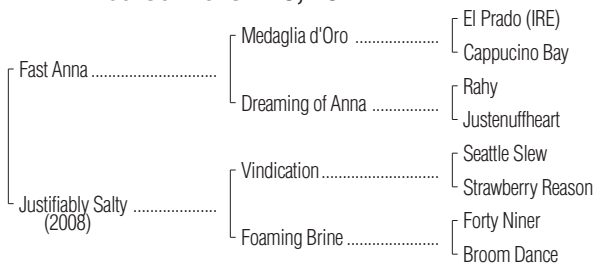 El Prado (IRE)
Medaglia d'Oro ..................
Cappucino Bay
Fast Anna ...........................
Rahy
Dreaming of Anna ..............
Justenuffheart
Seattle Slew
Vindication.........................
Strawberry Reason
Justifiably Salty ..................
(2008)
Forty Niner
Foaming Brine ...................
Broom Dance